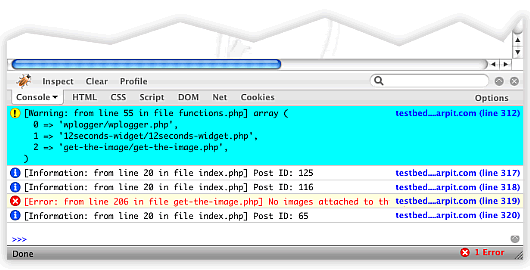 Inspect Clear Profile
Console HTML CSS Script DOM Net Cookies Options
[Warning: from line 55 in file functions.php] array ( testbed....arpit.com (line 312)
0 => 'wplogger/wplogger.php',
1 => '12seconds-widget/12seconds-widget.php',
2 => 'get-the-image/get-the-image.php',
)
[Information: from line 20 in file index.php] Post ID: 125 testbed....arpit.com (line 317)
[Information: from line 20 in file index.php] Post ID: 116 testbed....arpit.com (line 318)
[Error: from line 206 in file get-the-image.php] No images attached to th testbed....arpit.com (line 319)
[Information: from line 20 in file index.php] Post ID: 65 testbed....arpit.com (line 320)
>>>
Done 1 Error